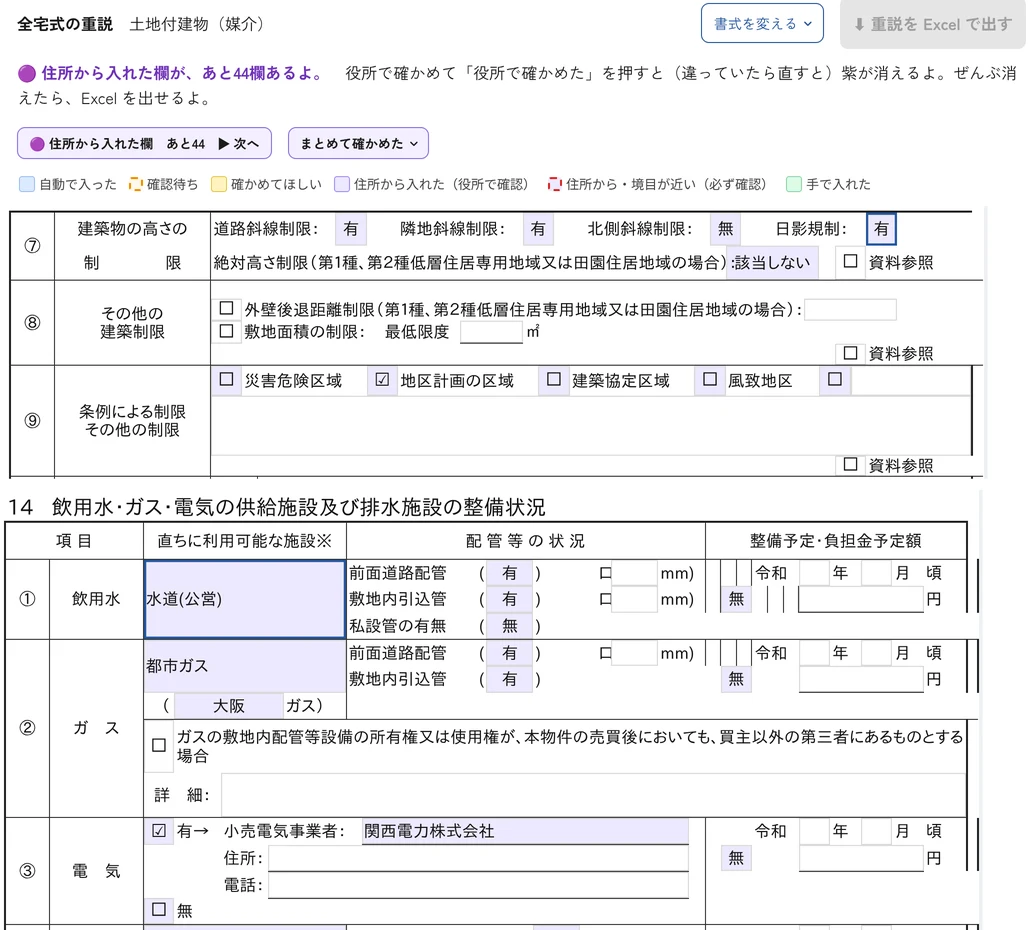 全宅式の重説 土地付建物（媒介）
書式を変える
⬇ 重説を Excel で出す
🟣 住所から入れた欄が、あと44欄あるよ。 役所で確かめて「役所で確かめた」を押すと（違っていたら直すと）紫が消えるよ。ぜんぶ消えたら、Excel を出せるよ。
🟣 住所から入れた欄 あと44 ▶ 次へ
まとめて確かめた
自動で入った 確認待ち 確かめてほしい 住所から入れた（役所で確認） 住所から・境目が近い（必ず確認） 手で入れた
⑦ 建築物の高さの制限
道路斜線制限： 有 隣地斜線制限： 有 北側斜線制限： 無 日影規制： 有
絶対高さ制限（第1種、第2種低層住居専用地域又は田園住居地域の場合）：該当しない ☐ 資料参照
⑧ その他の建築制限
☐ 外壁後退距離制限（第1種、第2種低層住居専用地域又は田園住居地域の場合）：
☐ 敷地面積の制限： 最低限度 ㎡
☐ 資料参照
⑨ 条例による制限その他の制限
☐ 災害危険区域 ☑ 地区計画の区域 ☐ 建築協定区域 ☐ 風致地区 ☐
☐ 資料参照
14 飲用水・ガス・電気の供給施設及び排水施設の整備状況
項目 直ちに利用可能な施設※ 配管等の状況 整備予定・負担金予定額
① 飲用水 水道(公営)
前面道路配管 （ 有 ） 口 mm) 令和 年 月 頃
敷地内引込管 （ 有 ） 口 mm) 無 円
私設管の有無 （ 無 ）
② ガス 都市ガス
（ 大阪 ガス）
前面道路配管 （ 有 ） 口 mm) 令和 年 月 頃
敷地内引込管 （ 有 ） 無 円
☐ ガスの敷地内配管等設備の所有権又は使用権が、本物件の売買後においても、買主以外の第三者にあるものとする場合
詳 細：
③ 電気
☑ 有→ 小売電気事業者： 関西電力株式会社 令和 年 月 頃
住所： 無 円
電話：
☐ 無